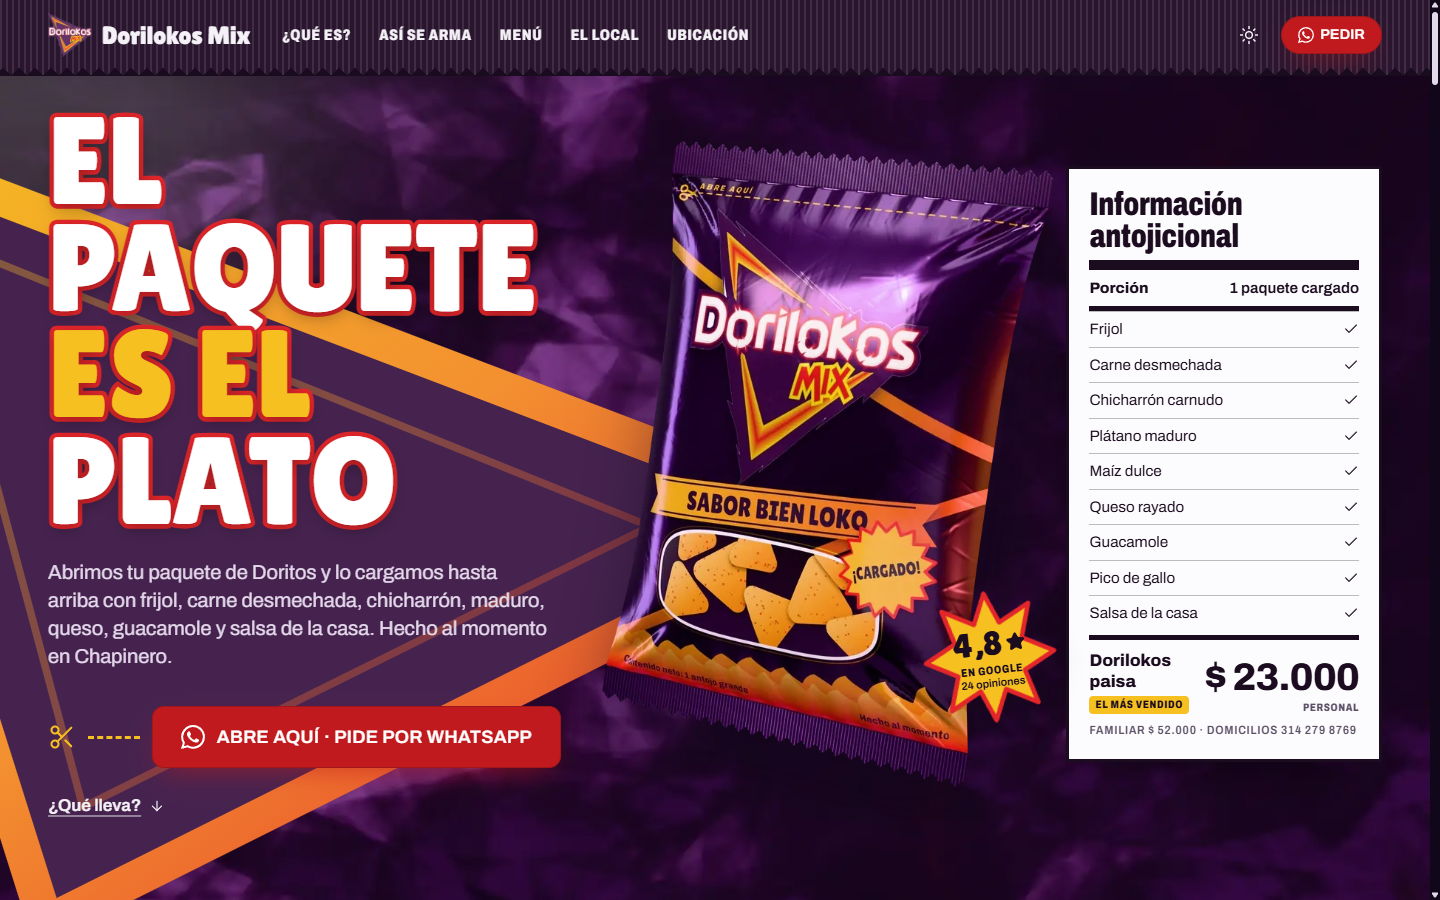 Dorilokos
Dorilokos Mix
¿QUÉ ES?
ASÍ SE ARMA
MENÚ
EL LOCAL
UBICACIÓN
PEDIR
EL
PAQUETE
ES EL
PLATO
Abrimos tu paquete de Doritos y lo cargamos hasta
arriba con frijol, carne desmechada, chicharrón, maduro,
queso, guacamole y salsa de la casa. Hecho al momento
en Chapinero.
ABRE AQUÍ · PIDE POR WHATSAPP
¿Qué lleva?
ABRE AQUÍ
Dorilokos
MIX
SABOR BIEN LOKO
¡CARGADO!
Contenido neto: 1 antojo grande
Hecho al momento
4,8
EN GOOGLE
24 opiniones
Información
antojicional
Porción 1 paquete cargado
Frijol
Carne desmechada
Chicharrón carnudo
Plátano maduro
Maíz dulce
Queso rayado
Guacamole
Pico de gallo
Salsa de la casa
Dorilokos
paisa
$ 23.000
EL MÁS VENDIDO
PERSONAL
FAMILIAR $ 52.000 · DOMICILIOS 314 279 8769